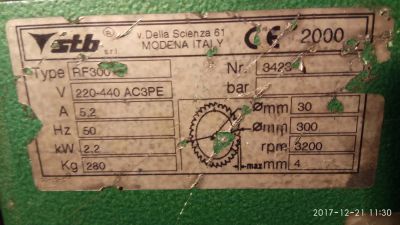 stb s.r.l. v. Della Scienza 61 MODENA ITALY CE 2000
Type RF300 Nr. 3423
V 220-440 AC3PE bar
A 5,2 Ømm 30
Hz 50 Ømm 300
kW 2,2 rpm 3200
Kg 280 max mm 4
2017-12-21 11:30